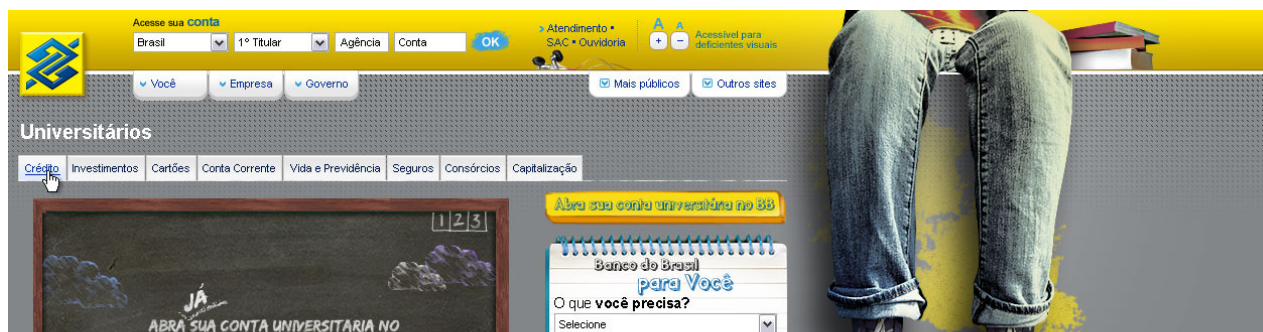 Acesse sua conta
Brasil 1º Titular Agência Conta OK
Atendimento •
SAC • Ouvidoria
A A
+ −
Acessível para
deficientes visuais
Você Empresa Governo Mais públicos Outros sites
Universitários
Crédito Investimentos Cartões Conta Corrente Vida e Previdência Seguros Consórcios Capitalização
Abra sua conta universitária no BB
1 2 3
JÁ
ABRA SUA CONTA UNIVERSITÁRIA NO
Banco do Brasil
para Você
O que você precisa?
Selecione